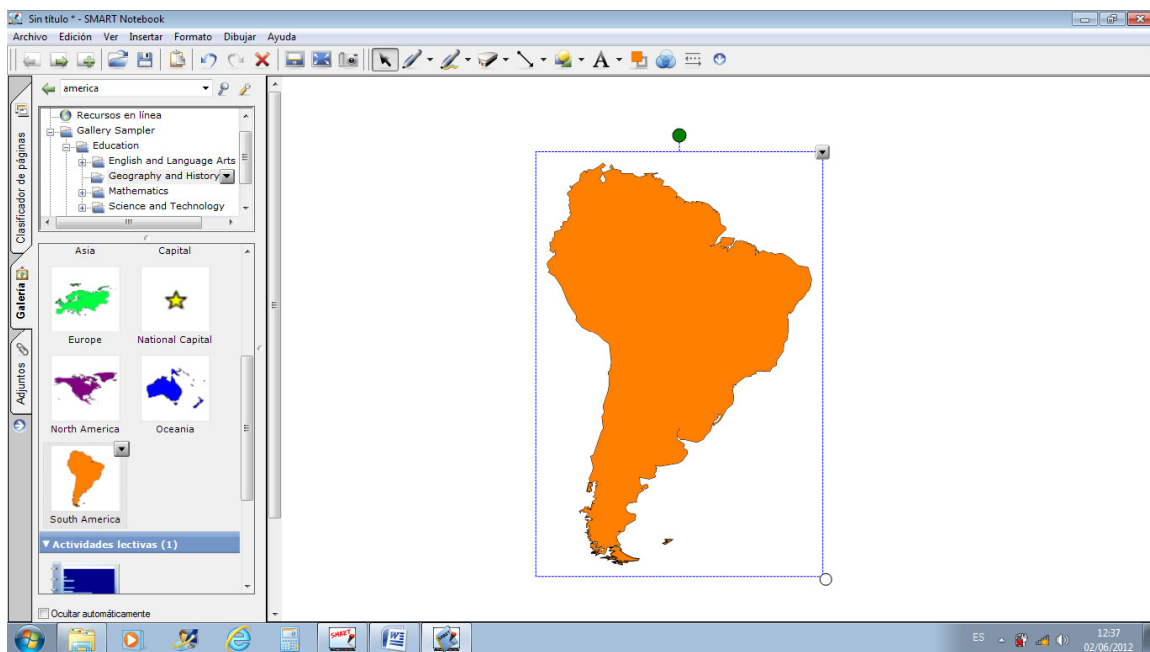 Sin título * - SMART Notebook
Archivo Edición Ver Insertar Formato Dibujar Ayuda
america
Recursos en línea
Gallery Sampler
Education
English and Language Arts
Geography and History
Mathematics
Science and Technology
Clasificador de páginas
Galería
Adjuntos
Asia Capital
Europe National Capital
North America Oceania
South America
Actividades lectivas (1)
Ocultar automáticamente
SMART
ES
12:37
02/06/2012